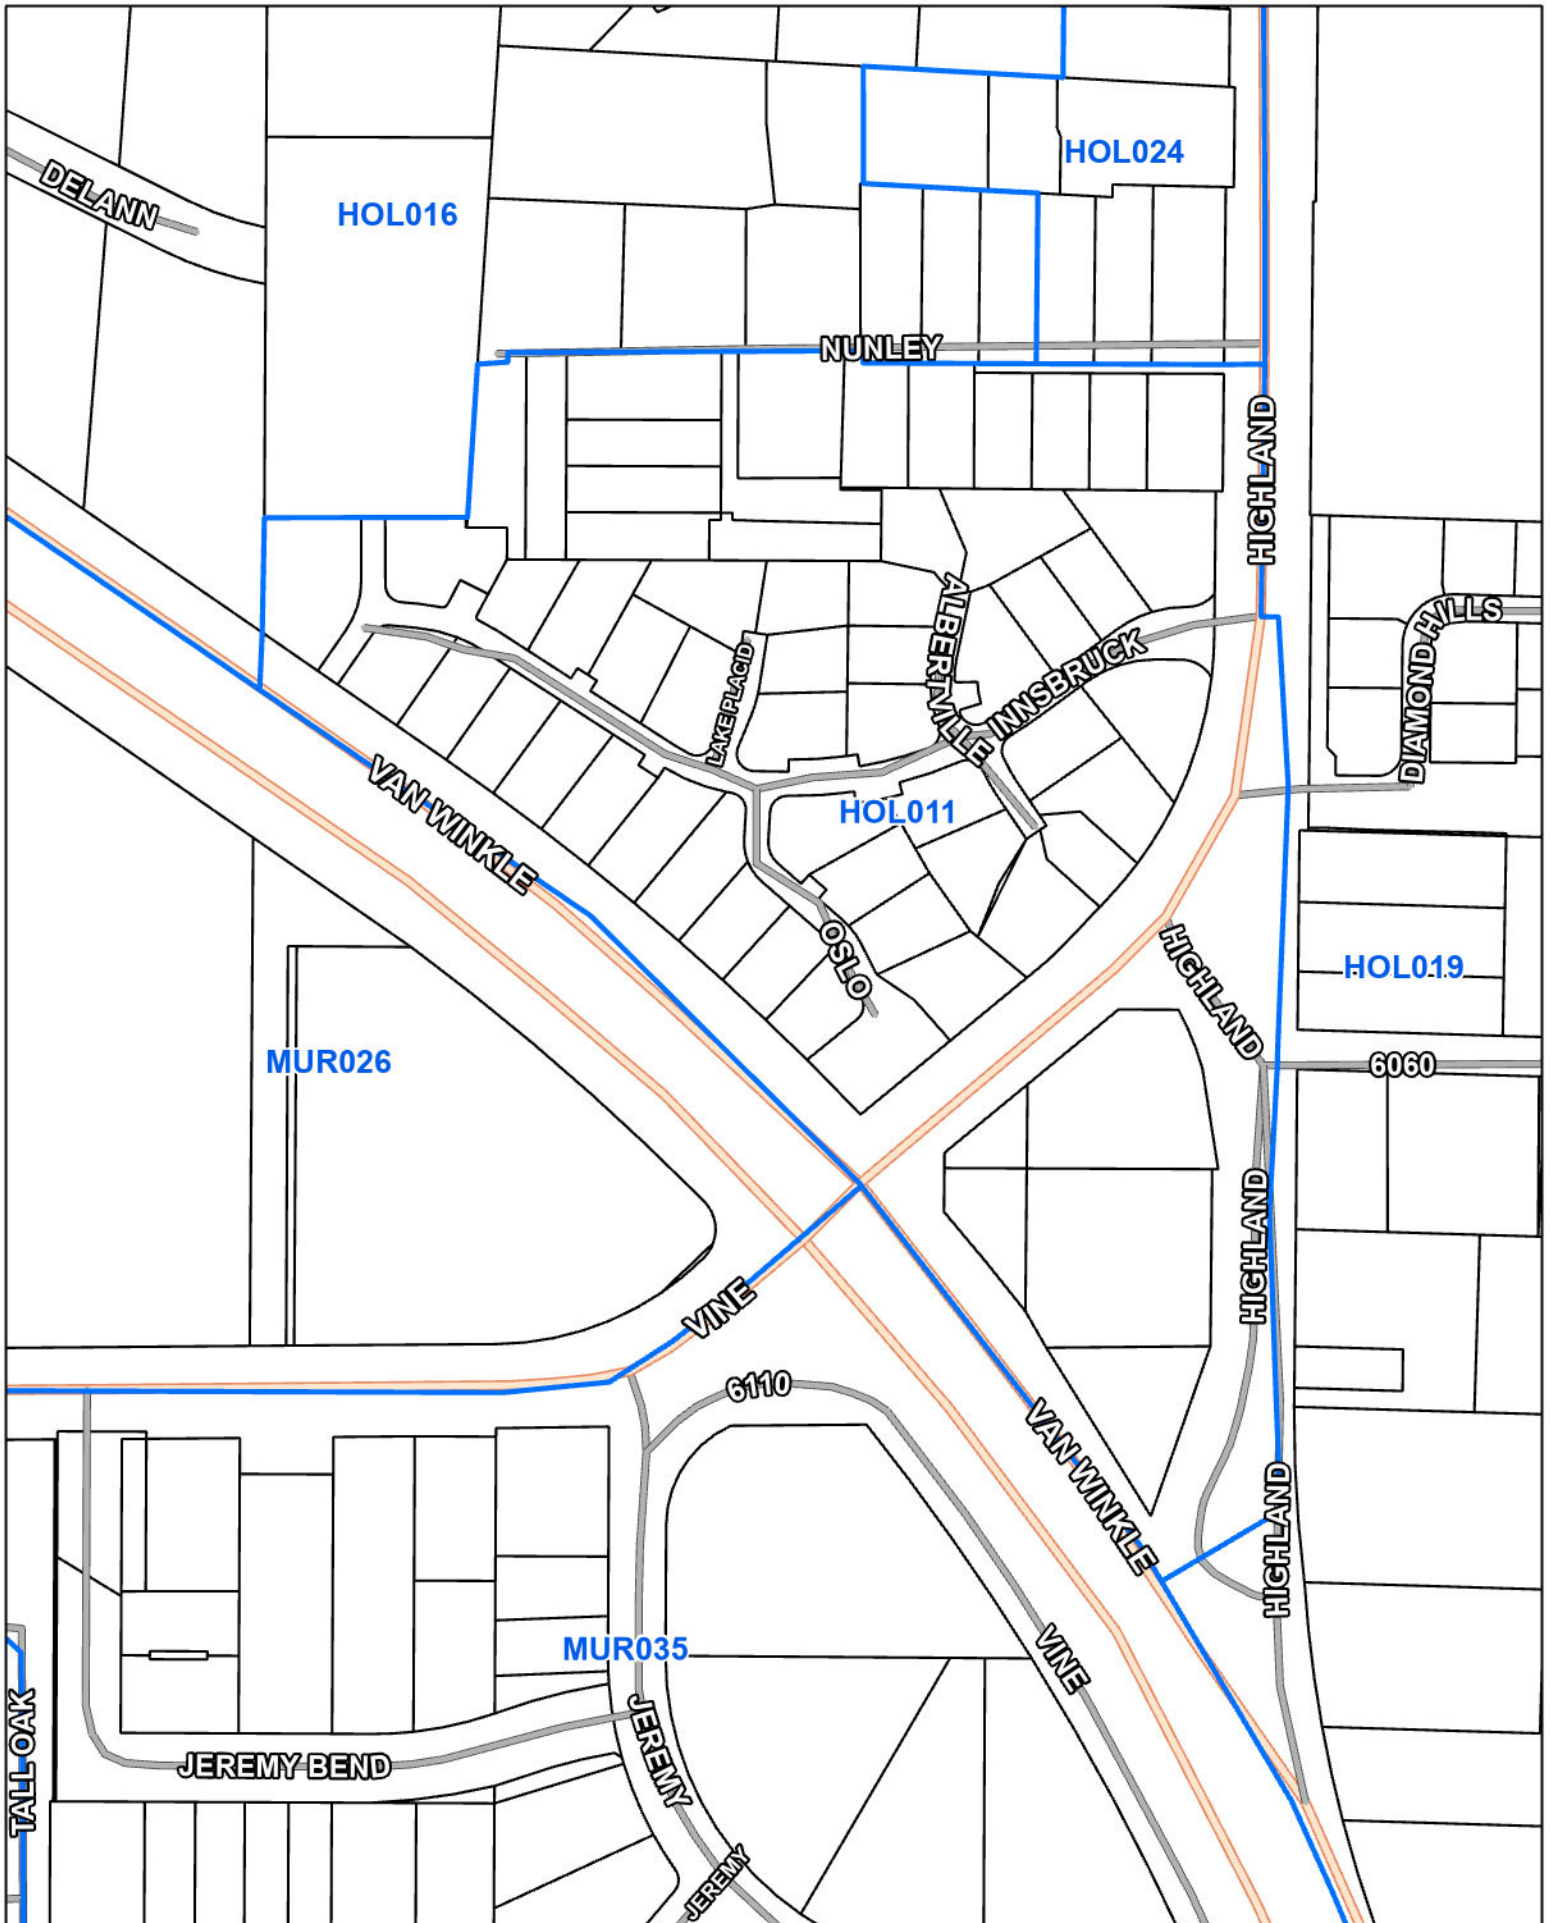 HOL024
DELANN
HOL016
NUNLEY
HIGHLAND
DIAMOND HILLS
ALBERTVILLE
INNSBRUCK
LAKE PLACID
VAN WINKLE
HOL011
OSLO
HIGHLAND
HOL019
MUR026
6060
HIGHLAND
VINE
6110
VAN WINKLE
HIGHLAND
MUR035
VINE
TALL OAK
JEREMY BEND
JEREMY
JEREMY